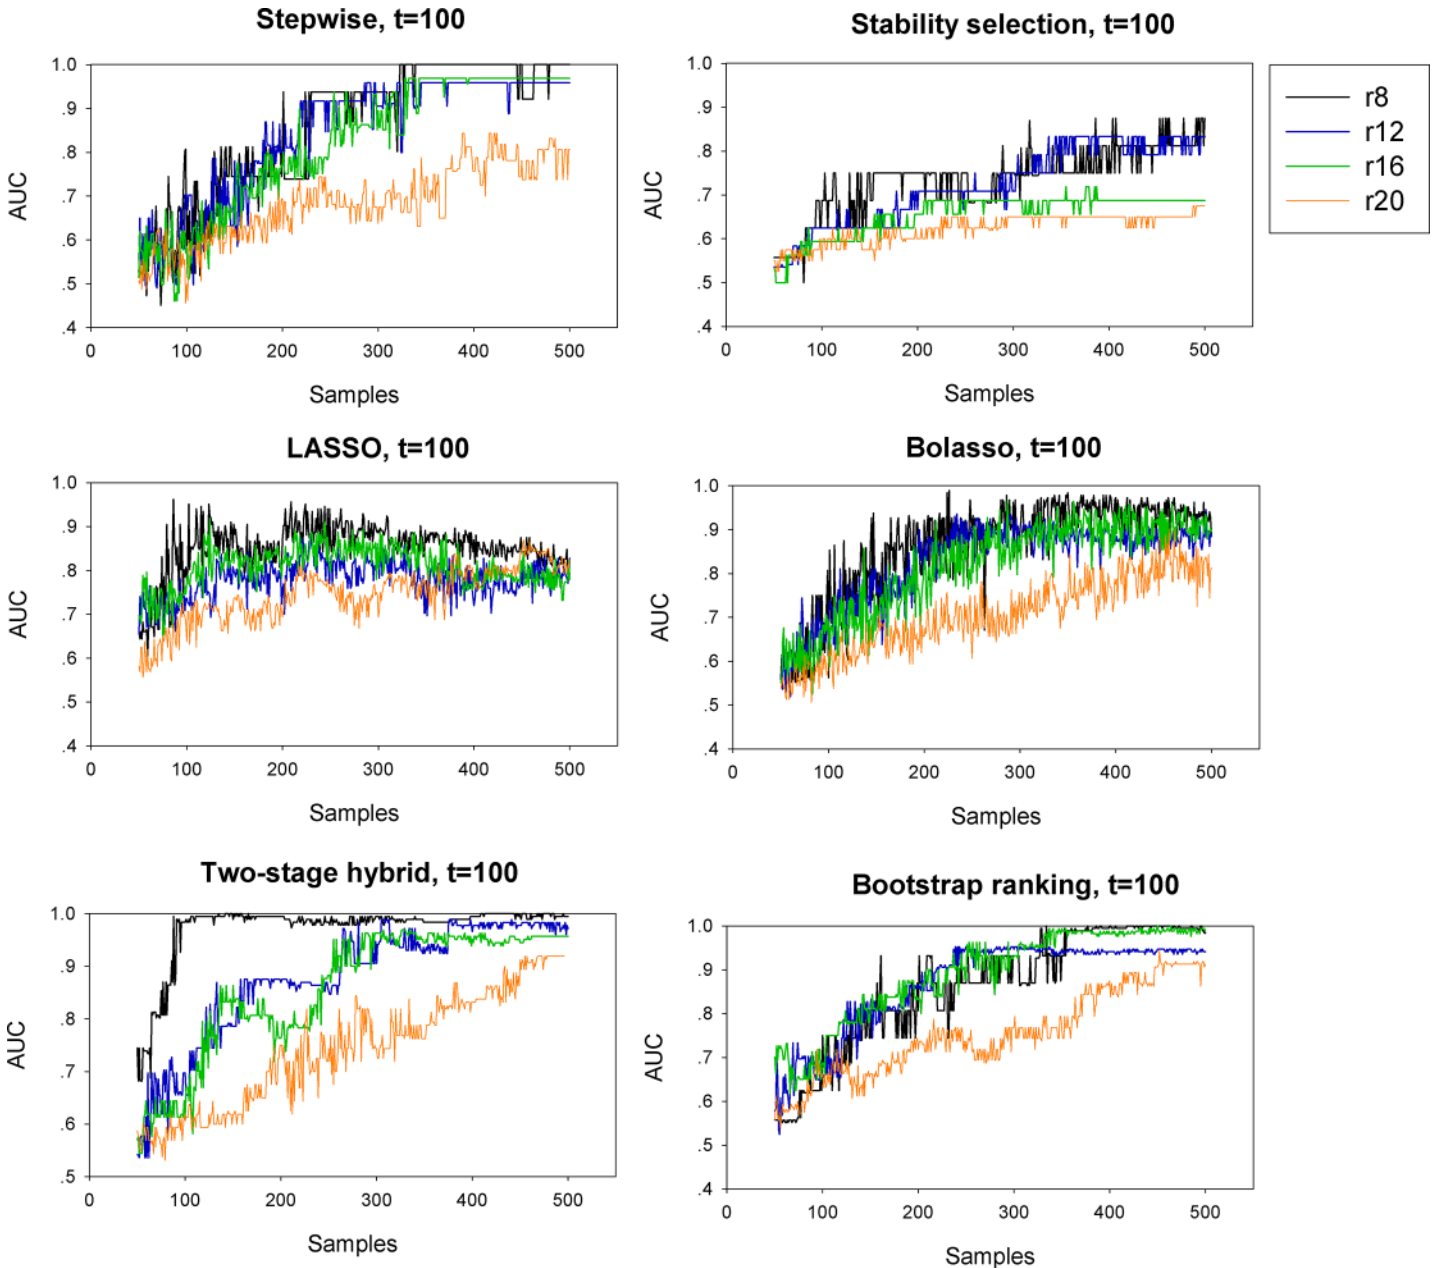 Stepwise, t=100
1.0
.9
.8
.7
.6
.5
.4
AUC
0 100 200 300 400 500
Samples
Stability selection, t=100
1.0
.9
.8
.7
.6
.5
.4
AUC
0 100 200 300 400 500
Samples
r8
r12
r16
r20
LASSO, t=100
1.0
.9
.8
.7
.6
.5
.4
AUC
0 100 200 300 400 500
Samples
Bolasso, t=100
1.0
.9
.8
.7
.6
.5
.4
AUC
0 100 200 300 400 500
Samples
Two-stage hybrid, t=100
1.0
.9
.8
.7
.6
.5
AUC
0 100 200 300 400 500
Samples
Bootstrap ranking, t=100
1.0
.9
.8
.7
.6
.5
.4
AUC
0 100 200 300 400 500
Samples